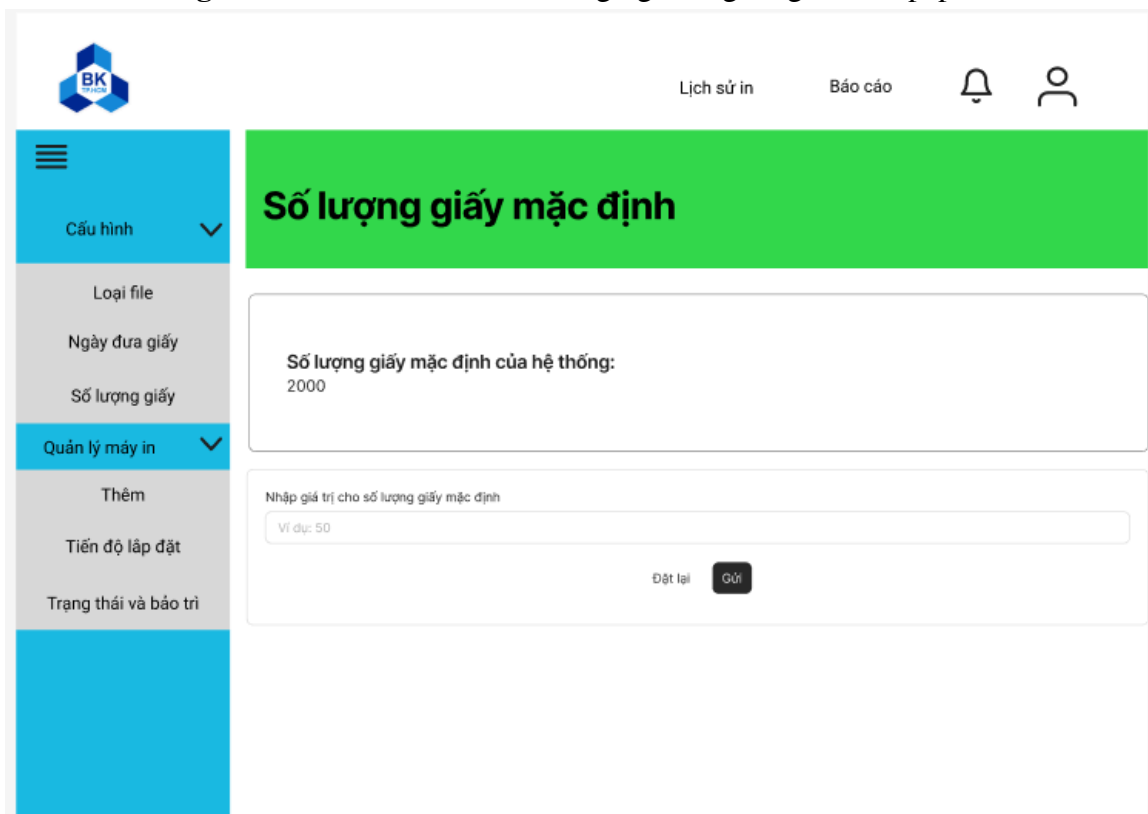 BK
TP.HCM
Lịch sử in
Báo cáo
Cấu hình
Loại file
Ngày đưa giấy
Số lượng giấy
Quản lý máy in
Thêm
Tiến độ lâp đặt
Trạng thái và bảo trì
Số lượng giấy mặc định
Số lượng giấy mặc định của hệ thống:
2000
Nhập giá trị cho số lượng giấy mặc định
Ví dụ: 50
Đặt lại
Gửi